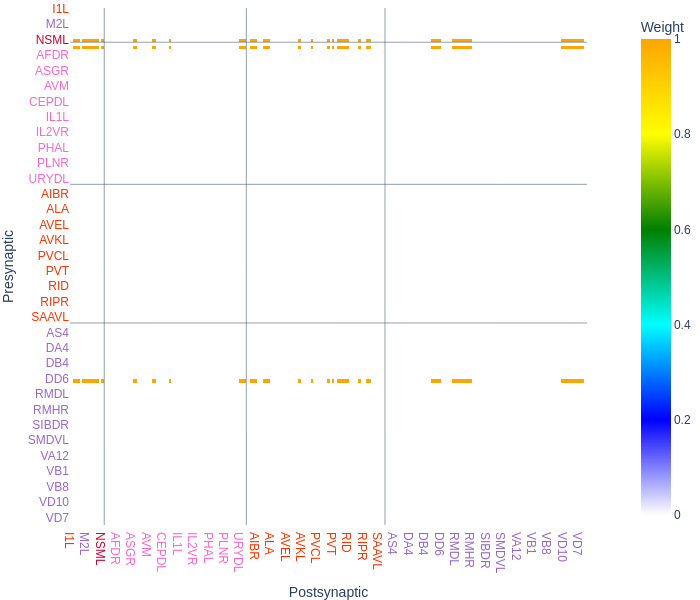 Weight
I1L
M2L
NSML
AFDR
ASGR
AVM
CEPDL
IL1L
IL2VR
PHAL
PLNR
URYDL
AIBR
ALA
AVEL
AVKL
PVCL
PVT
RID
RIPR
SAAVL
AS4
DA4
DB4
DD6
RMDL
RMHR
SIBDR
SMDVL
VA12
VB1
VB8
VD10
VD7
Presynaptic
1
0.8
0.6
0.4
0.2
0
I1L
M2L
NSML
AFDR
ASGR
AVM
CEPDL
IL1L
IL2VR
PHAL
PLNR
URYDL
AIBR
ALA
AVEL
AVKL
PVCL
PVT
RID
RIPR
SAAVL
AS4
DA4
DB4
DD6
RMDL
RMHR
SIBDR
SMDVL
VA12
VB1
VB8
VD10
VD7
Postsynaptic